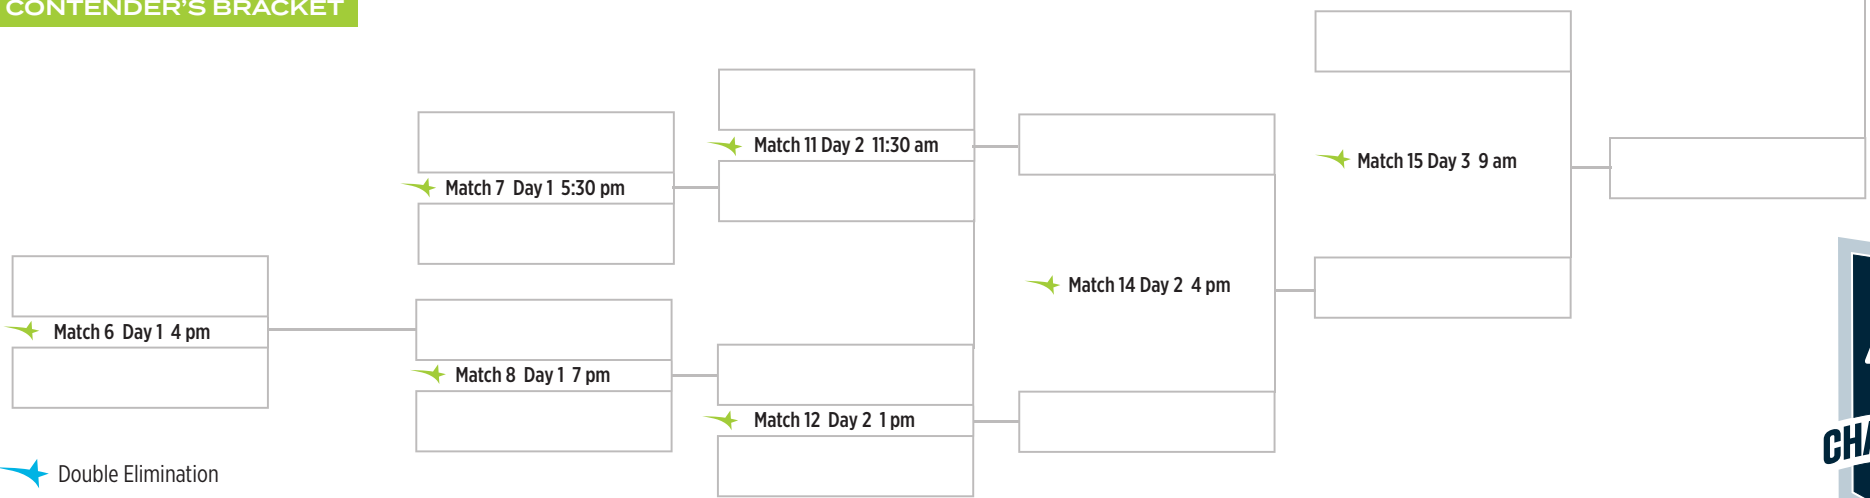 CONTENDER'S BRACKET
Match 11 Day 2 11:30 am
Match 15 Day 3 9 am
Match 7 Day 1 5:30 pm
Match 14 Day 2 4 pm
Match 6 Day 1 4 pm
Match 8 Day 1 7 pm
Match 12 Day 2 1 pm
Double Elimination